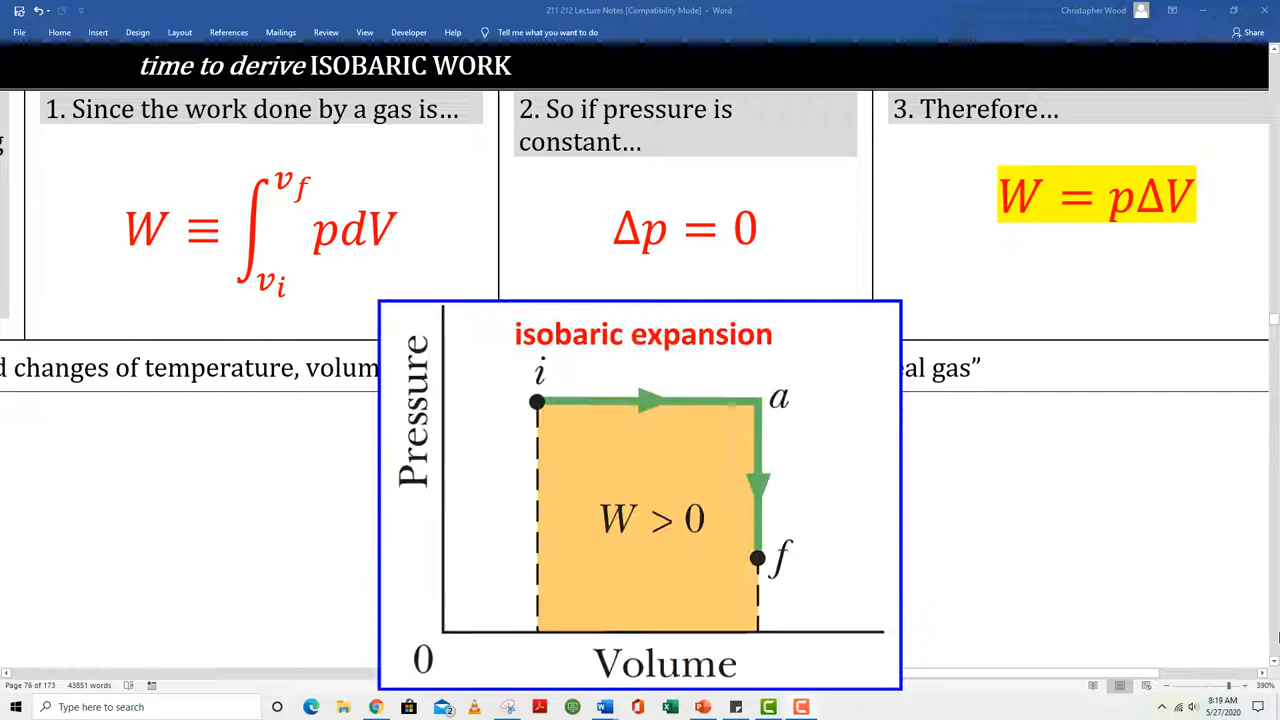 211 212 Lecture Notes [Compatibility Mode] - Word
Christopher Wood
File Home Insert Design Layout References Mailings Review View Developer Help Tell me what you want to do
Share
time to derive ISOBARIC WORK
1. Since the work done by a gas is…
2. So if pressure is
constant…
3. Therefore…
W ≡ ∫_{v_i}^{v_f} pdV
Δp = 0
W = pΔV
d changes of temperature, volum
eal gas”
isobaric expansion
i
a
Pressure
W > 0
f
0
Volume
Page 76 of 173 43851 words
390%
Type here to search
8:19 AM
5/27/2020